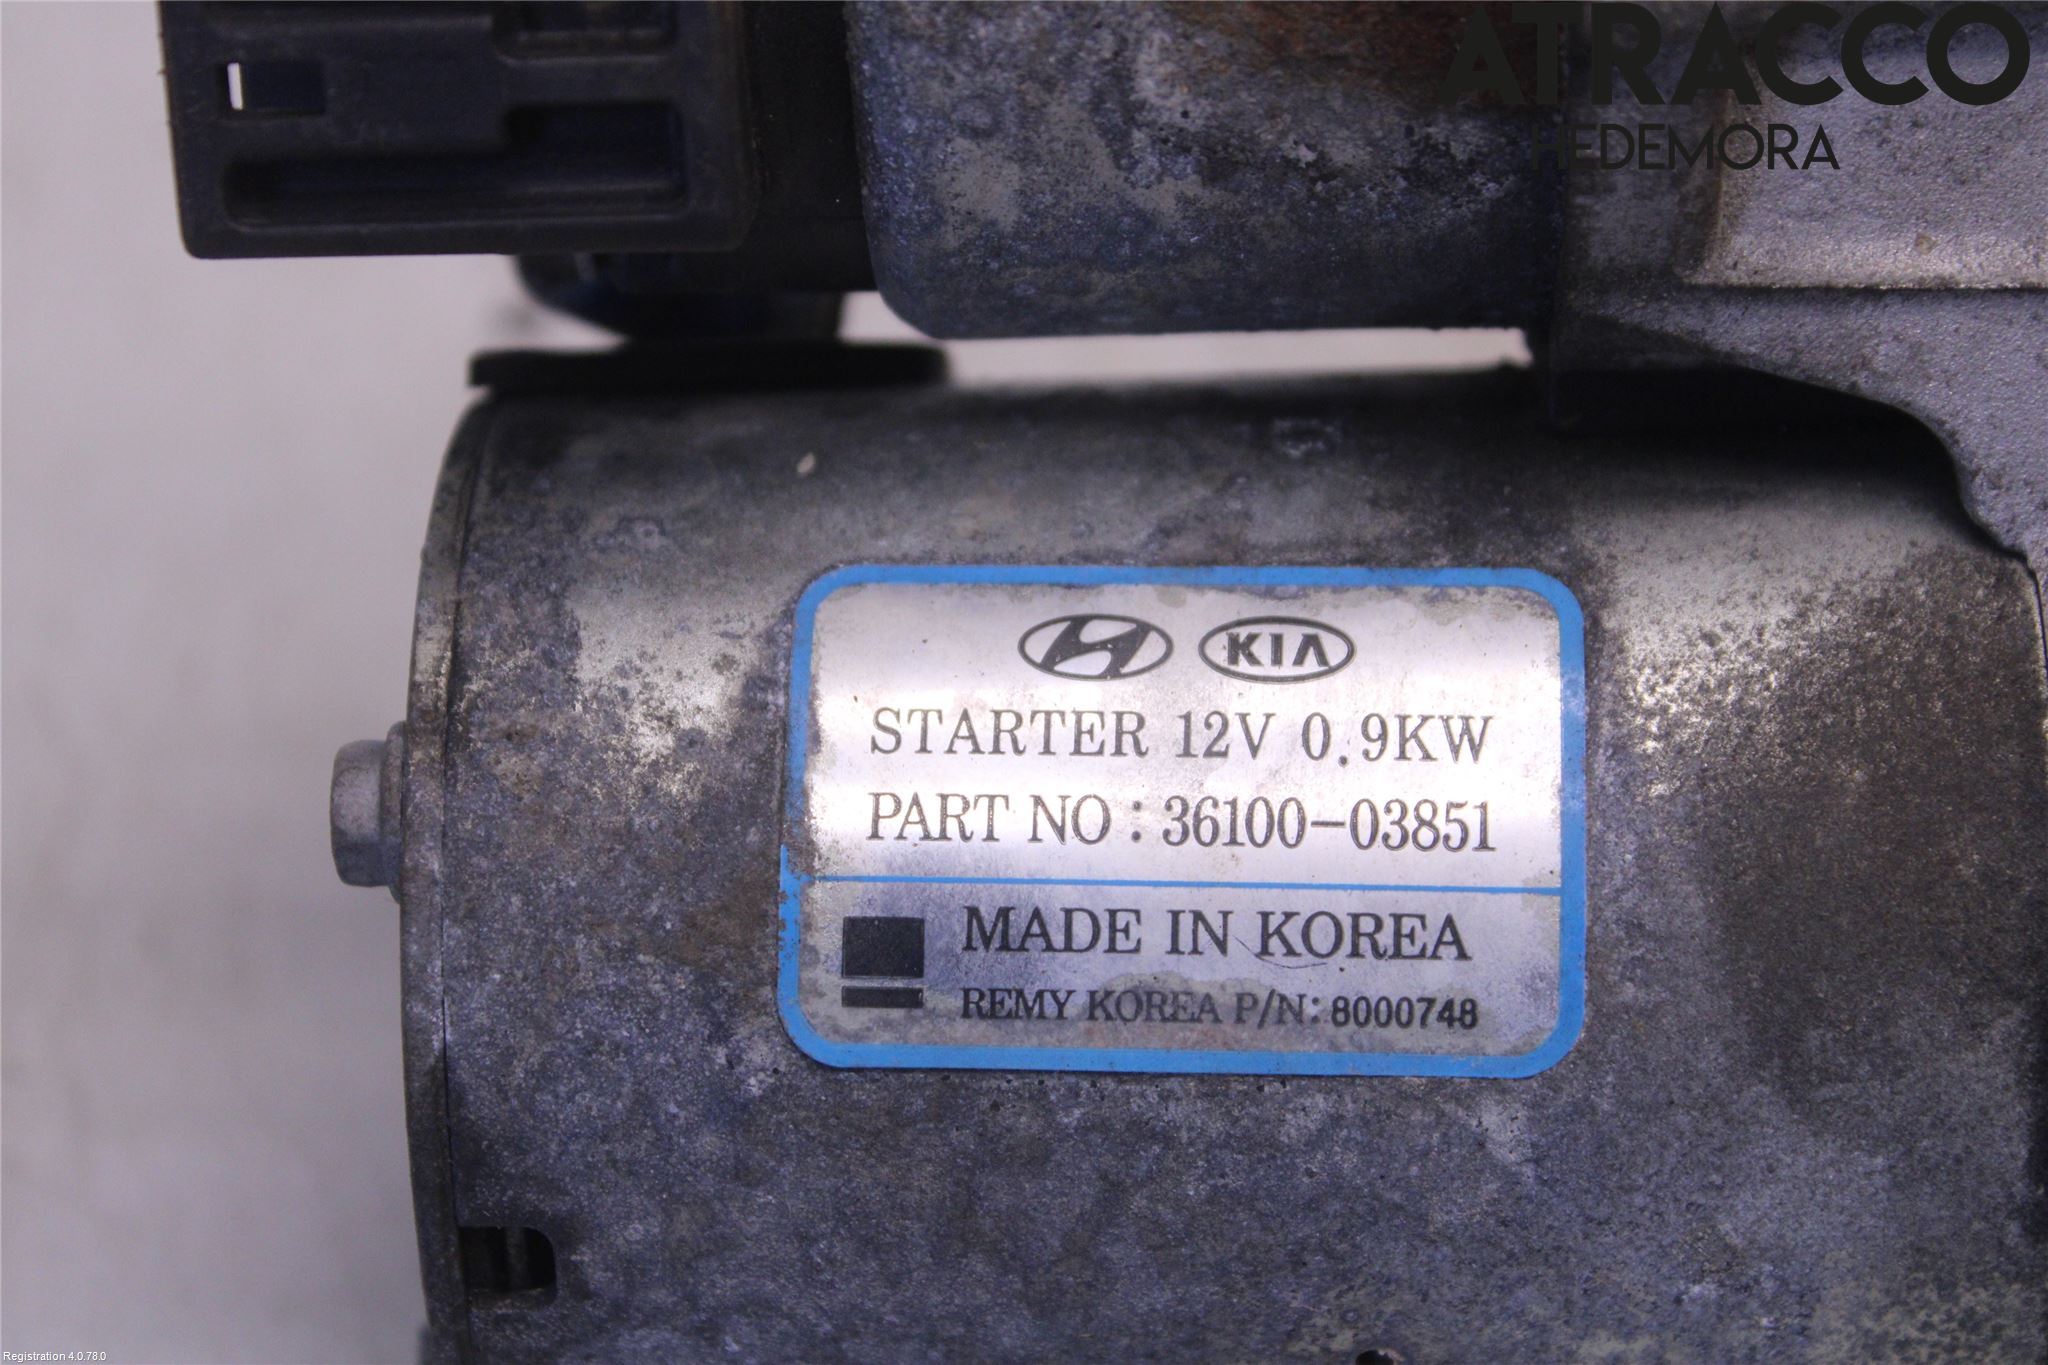 ATRACCO
HEDEMORA
KIA
STARTER 12V 0.9KW
PART NO : 36100-03851
MADE IN KOREA
REMY KOREA P/N: 8000748
Registration 4.0.78.0